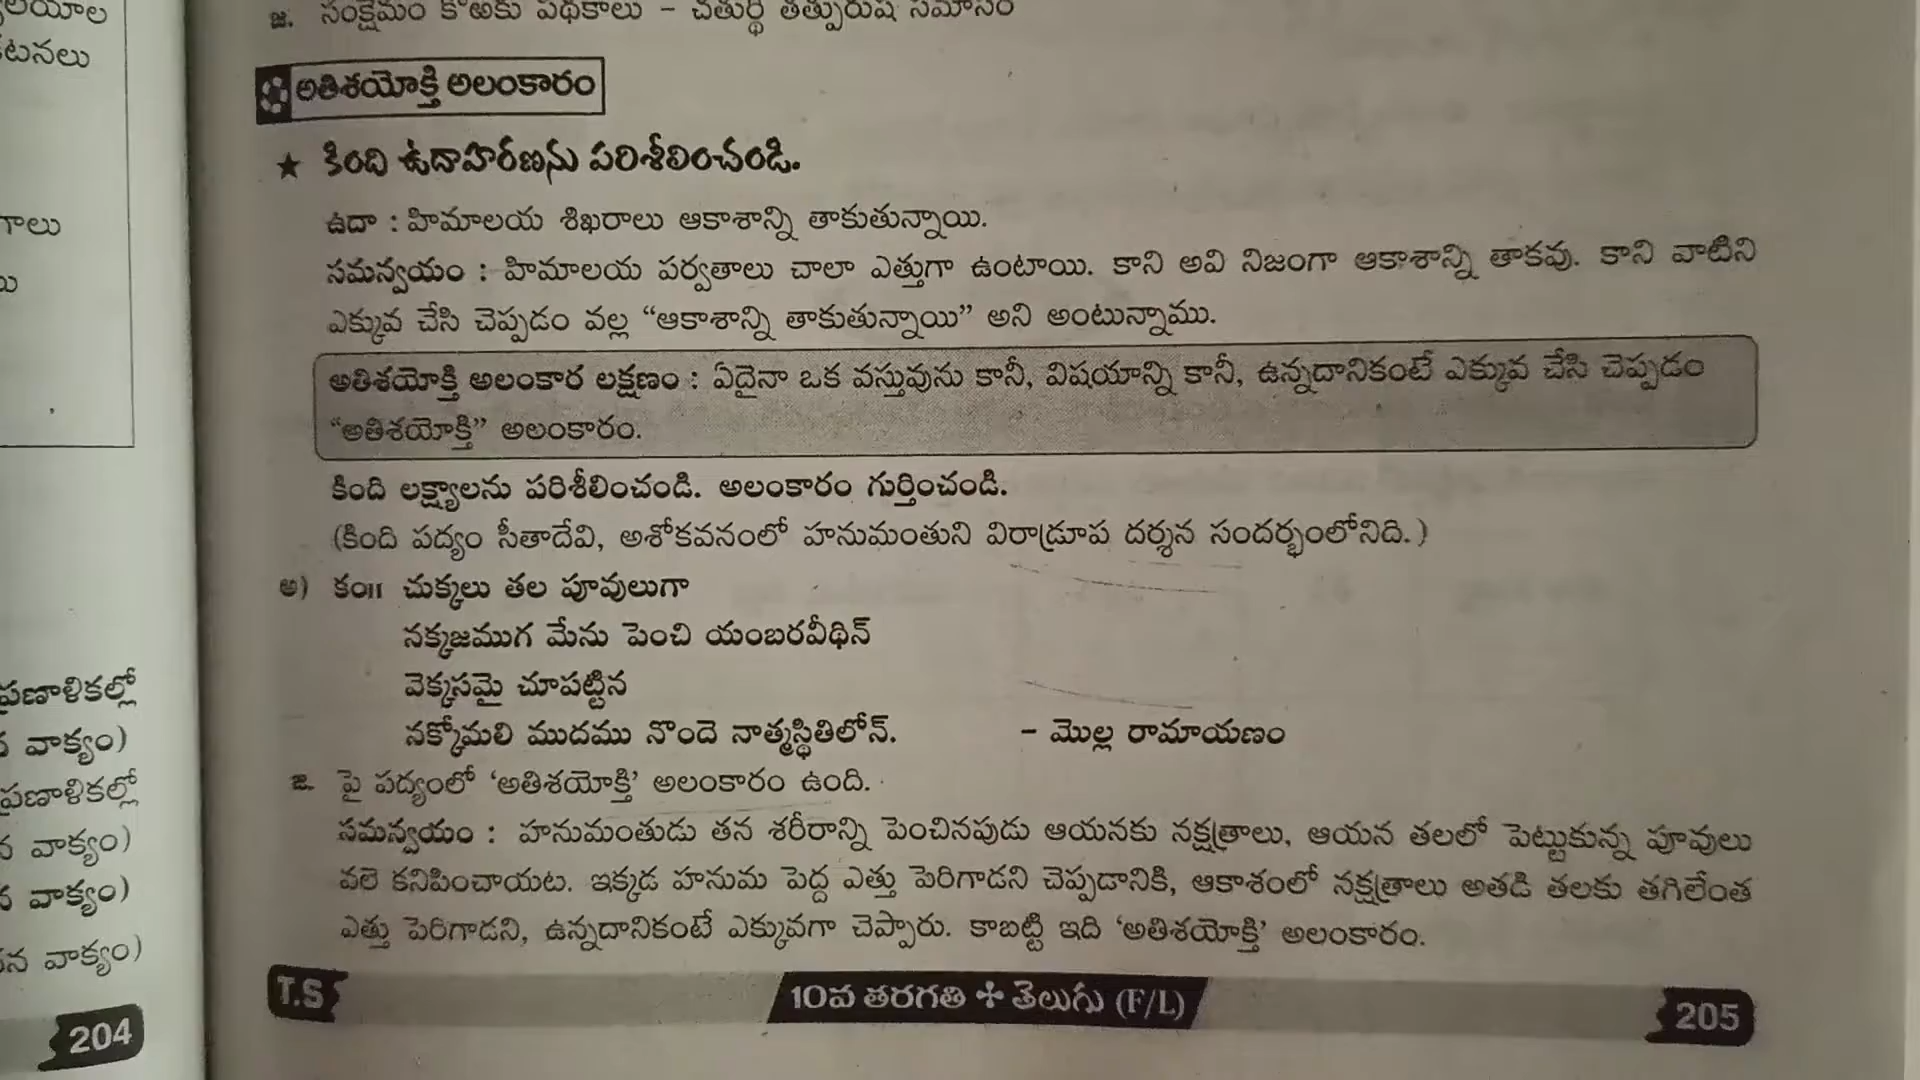 జ. సంక్షేమం కొఱకు పథకాలు – చతుర్థీ తత్పురుష సమాసం
టనలు
అతిశయోక్తి అలంకారం
★ కింది ఉదాహరణను పరిశీలించండి.
ఉదా : హిమాలయ శిఖరాలు ఆకాశాన్ని తాకుతున్నాయి.
గాలు
సమన్వయం : హిమాలయ పర్వతాలు చాలా ఎత్తుగా ఉంటాయి. కాని అవి నిజంగా ఆకాశాన్ని తాకవు. కాని వాటిని
ఎక్కువ చేసి చెప్పడం వల్ల “ఆకాశాన్ని తాకుతున్నాయి” అని అంటున్నాము.
అతిశయోక్తి అలంకార లక్షణం : ఏదైనా ఒక వస్తువును కానీ, విషయాన్ని కానీ, ఉన్నదానికంటే ఎక్కువ చేసి చెప్పడం
“అతిశయోక్తి” అలంకారం.
కింది లక్ష్యాలను పరిశీలించండి. అలంకారం గుర్తించండి.
(కింది పద్యం సీతాదేవి, అశోకవనంలో హనుమంతుని విరాడ్రూప దర్శన సందర్భంలోనిది.)
అ) కం॥ చుక్కలు తల పూవులుగా
నక్కజముగ మేను పెంచి యంబరవీథిన్
వెక్కసమై చూపట్టిన
నక్కోమలి ముదము నొందె నాత్మస్థితిలోన్. – మొల్ల రామాయణం
జ. పై పద్యంలో ‘అతిశయోక్తి’ అలంకారం ఉంది.
సమన్వయం : హనుమంతుడు తన శరీరాన్ని పెంచినపుడు ఆయనకు నక్షత్రాలు, ఆయన తలలో పెట్టుకున్న పూవులు
వలె కనిపించాయట. ఇక్కడ హనుమ పెద్ద ఎత్తు పెరిగాడని చెప్పడానికి, ఆకాశంలో నక్షత్రాలు అతడి తలకు తగిలేంత
ఎత్తు పెరిగాడని, ఉన్నదానికంటే ఎక్కువగా చెప్పారు. కాబట్టి ఇది ‘అతిశయోక్తి’ అలంకారం.
ప్రణాళికల్లో
వాక్యం)
ప్రణాళికల్లో
వాక్యం)
వాక్యం)
వాక్యం)
204
T.S 10వ తరగతి ✤ తెలుగు (F/L) 205